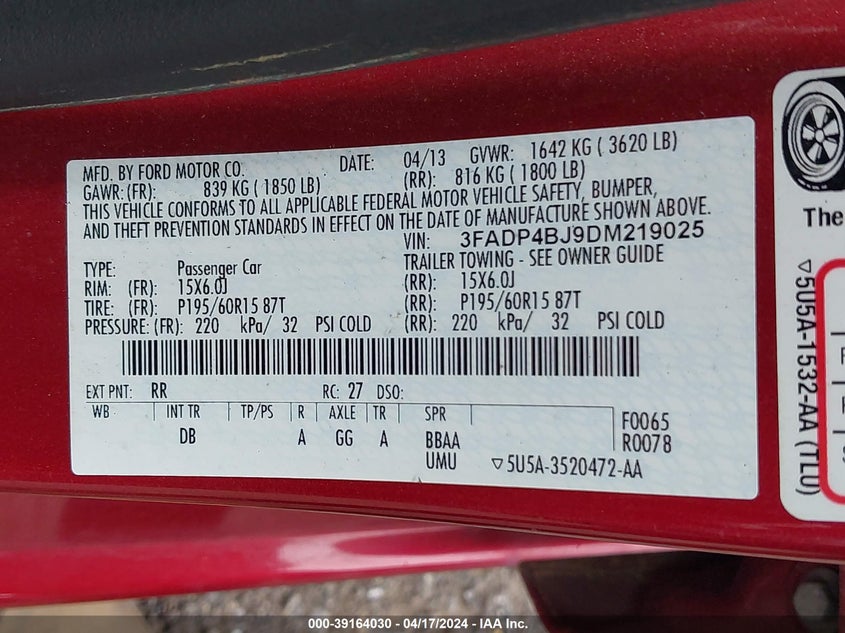 MFD. BY FORD MOTOR CO. DATE: 04/13 GVWR: 1642 KG ( 3620 LB)
GAWR: (FR) 839 KG ( 1850 LB) (RR): 816 KG ( 1800 LB)
THIS VEHICLE CONFORMS TO ALL APPLICABLE FEDERAL MOTOR VEHICLE SAFETY, BUMPER,
AND THEFT PREVENTION STANDARDS IN EFFECT ON THE DATE OF MANUFACTURE SHOWN ABOVE.
VIN: 3FADP4BJ9DM219025
TYPE: Passenger Car TRAILER TOWING - SEE OWNER GUIDE
RIM: (FR): 15X6.0J (RR): 15X6.0J
TIRE: (FR): P195/60R15 87T (RR): P195/60R15 87T
PRESSURE: (FR): 220 kPa/ 32 PSI COLD (RR): 220 kPa/ 32 PSI COLD
EXT PNT: RR RC: 27 DSO:
WB INT TR TP/PS R AXLE TR SPR F0065
DB A GG A BBAA R0078
UMU ▽5U5A-3520472-AA
The
▽5U5A-1532-AA (TLU)
000-39164030 - 04/17/2024 - IAA Inc.